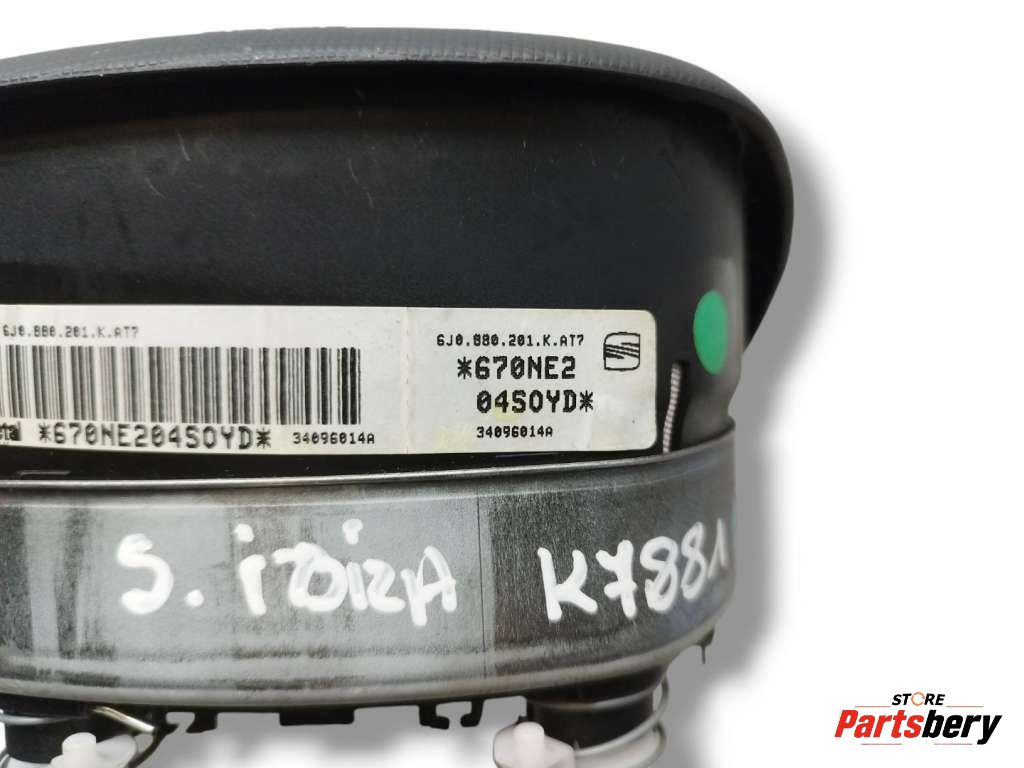 6J0.880.201.K.AT7
*670NE204SOYD* 34096014A
6J0.880.201.K.AT7
*670NE2
04SOYD*
34096014A
S. iBiZA K7881
STORE
Partsbery